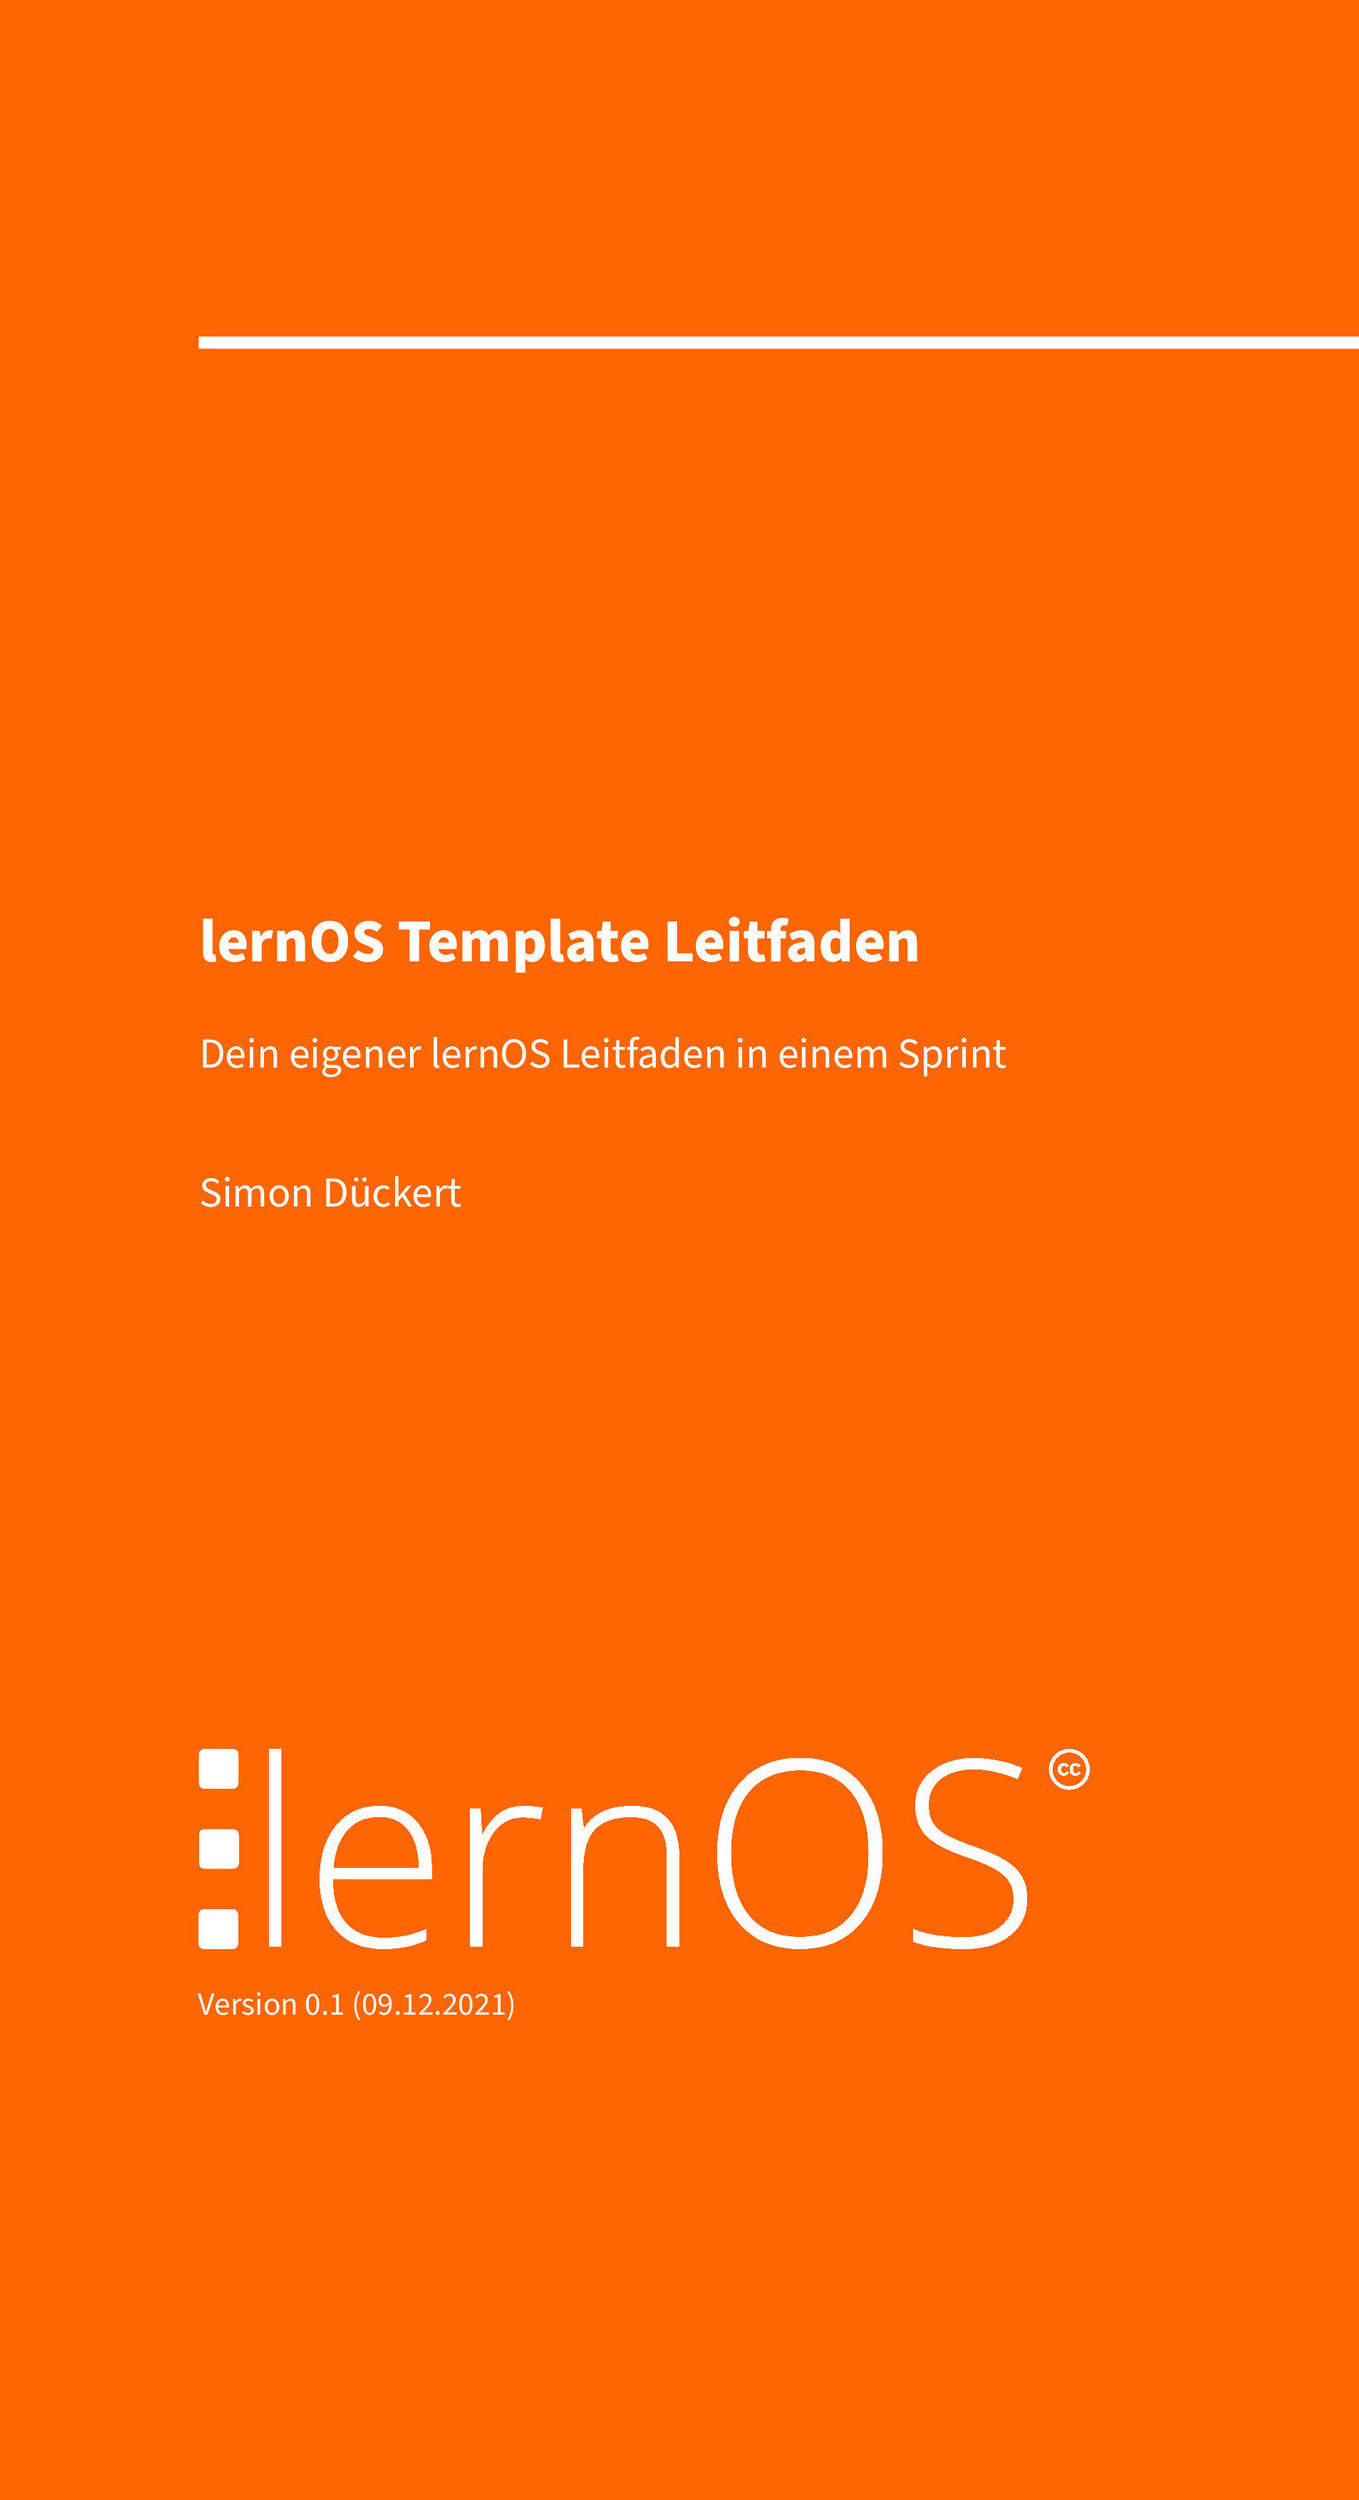 lernOS Template Leitfaden
Dein eigener lernOS Leitfaden in einem Sprint
Simon Dückert
lernOS cc
Version 0.1 (09.12.2021)